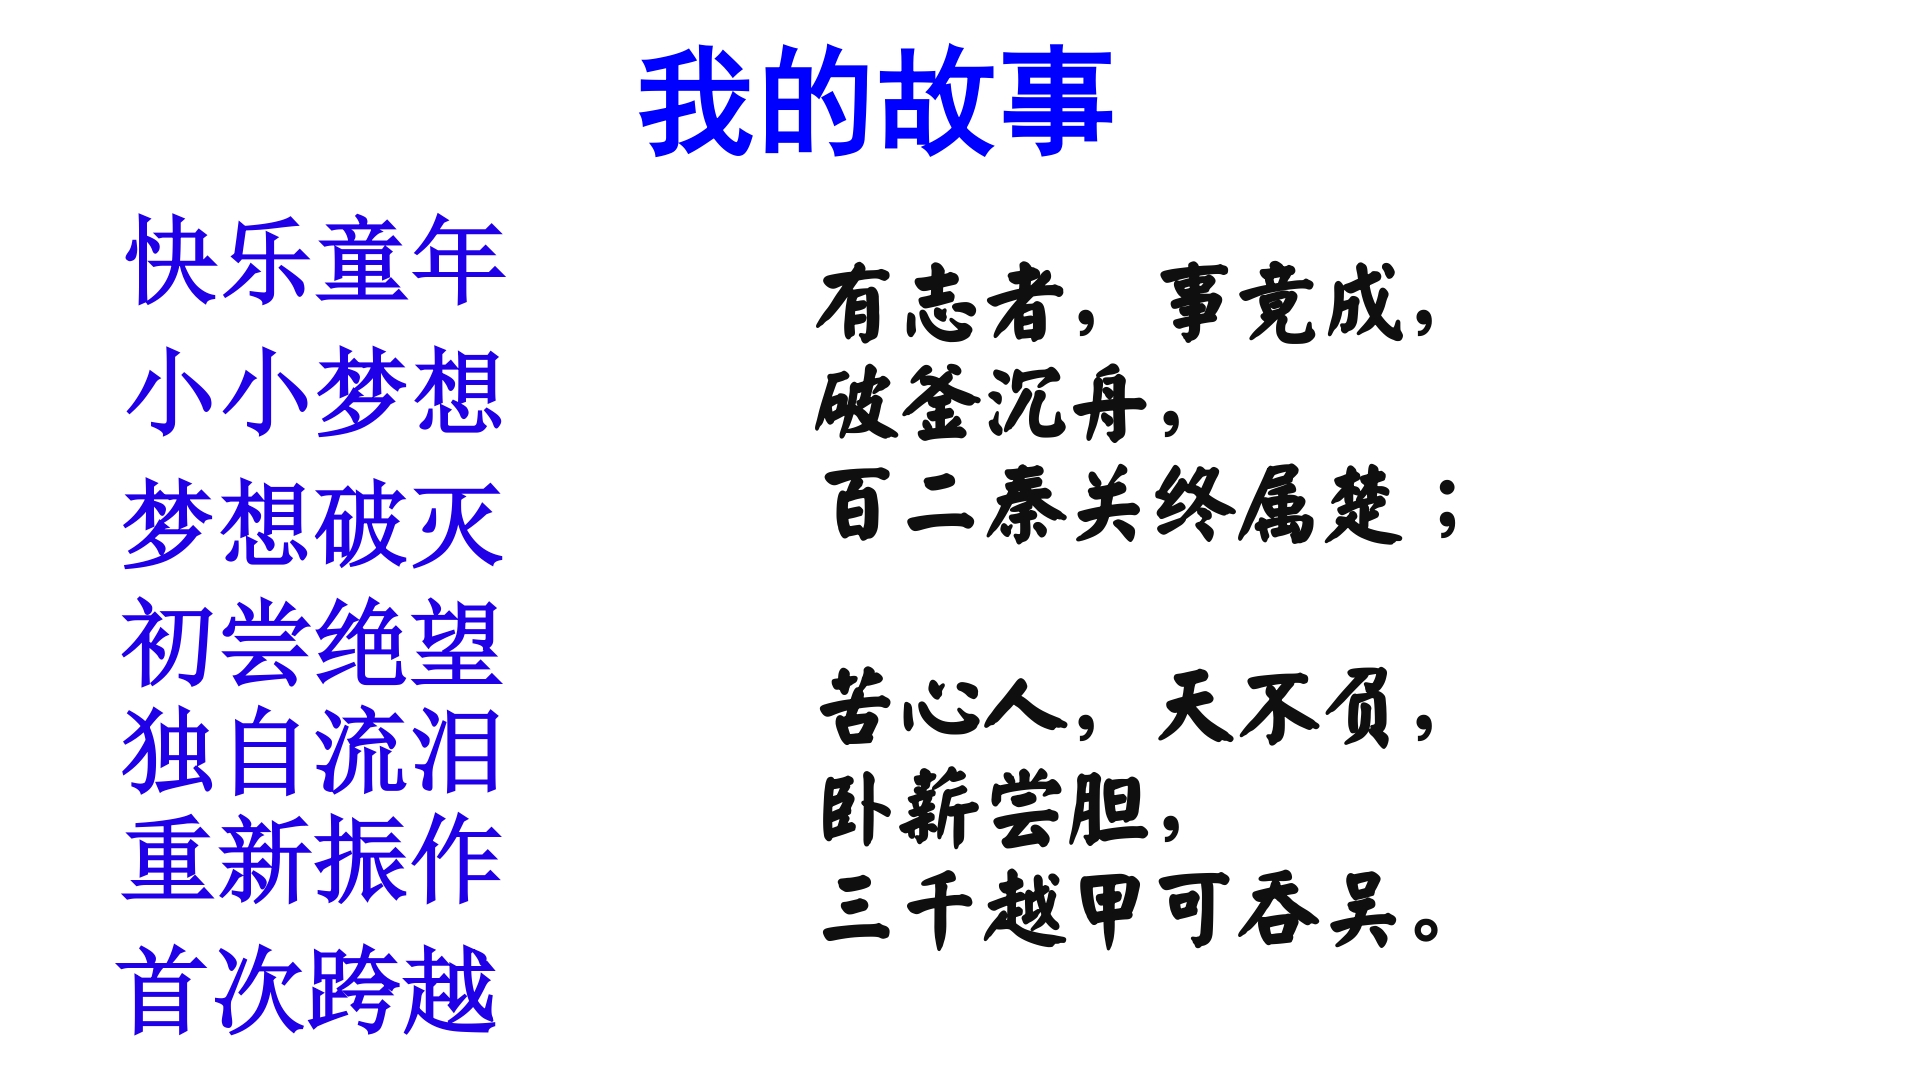 我的故事
快乐童年
小小梦想
梦想破灭
初尝绝望
独自流泪
重新振作
首次跨越
有志者，事竟成，
破釜沉舟，
百二秦关终属楚；
苦心人，天不负，
卧薪尝胆，
三千越甲可吞吴。